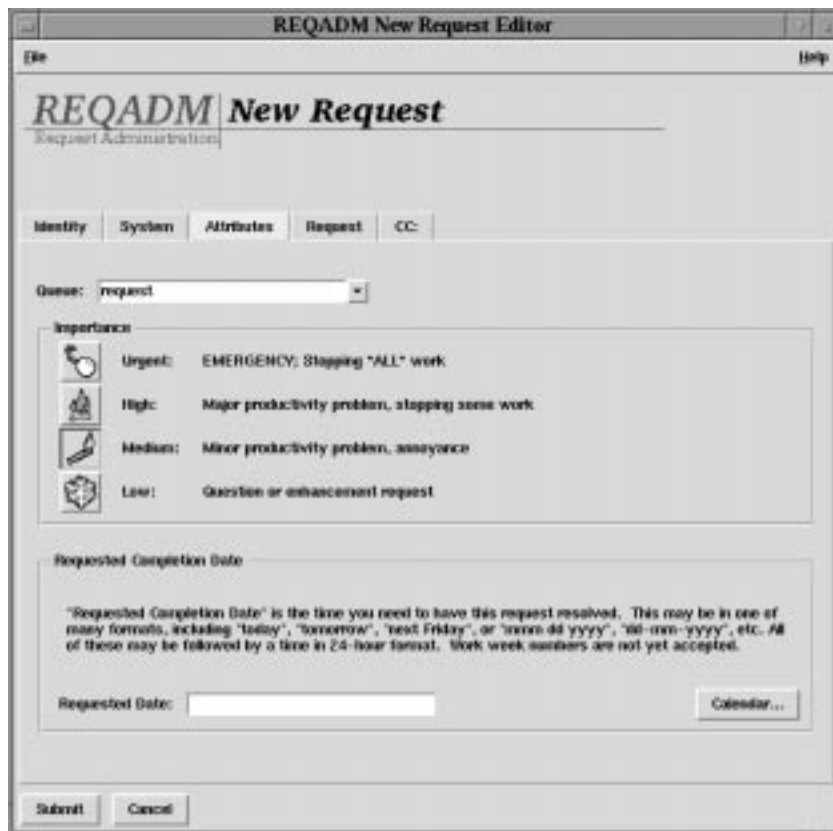 REQADM New Request Editor
File Help
REQADM New Request
Request Administration
Identity System Attributes Request CC:
Queue: request
Importance
Urgent: EMERGENCY; Stopping "ALL" work
High: Major productivity problem, stopping some work
Medium: Minor productivity problem, annoyance
Low: Question or enhancement request
Requested Completion Date
"Requested Completion Date" is the time you need to have this request resolved. This may be in one of
many formats, including "today", "tomorrow", "next Friday", or "mmm dd yyyy", "dd-mm-yyyy", etc. All
of these may be followed by a time in 24-hour format. Work week numbers are not yet accepted.
Requested Date: Calendar...
Submit Cancel